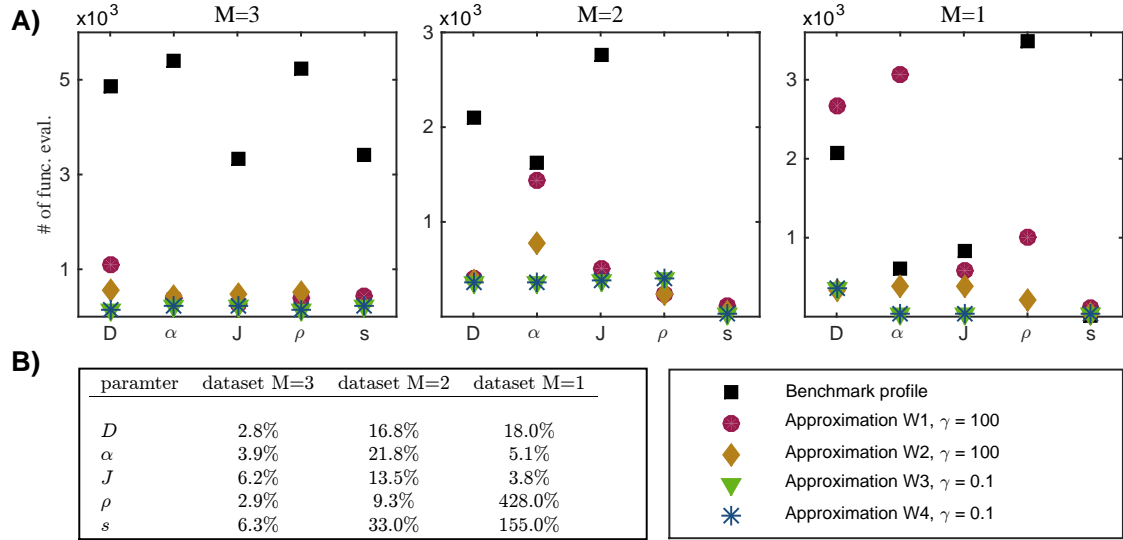 A)
×10³ M=3
×10³ M=2
×10³ M=1
# of func. eval.
5
3
1
D α J ρ s
3
2
1
D α J ρ s
3
2
1
D α J ρ s
B)
paramter dataset M=3 dataset M=2 dataset M=1
D 2.8% 16.8% 18.0%
α 3.9% 21.8% 5.1%
J 6.2% 13.5% 3.8%
ρ 2.9% 9.3% 428.0%
s 6.3% 33.0% 155.0%
Benchmark profile
Approximation W1, γ = 100
Approximation W2, γ = 100
Approximation W3, γ = 0.1
Approximation W4, γ = 0.1